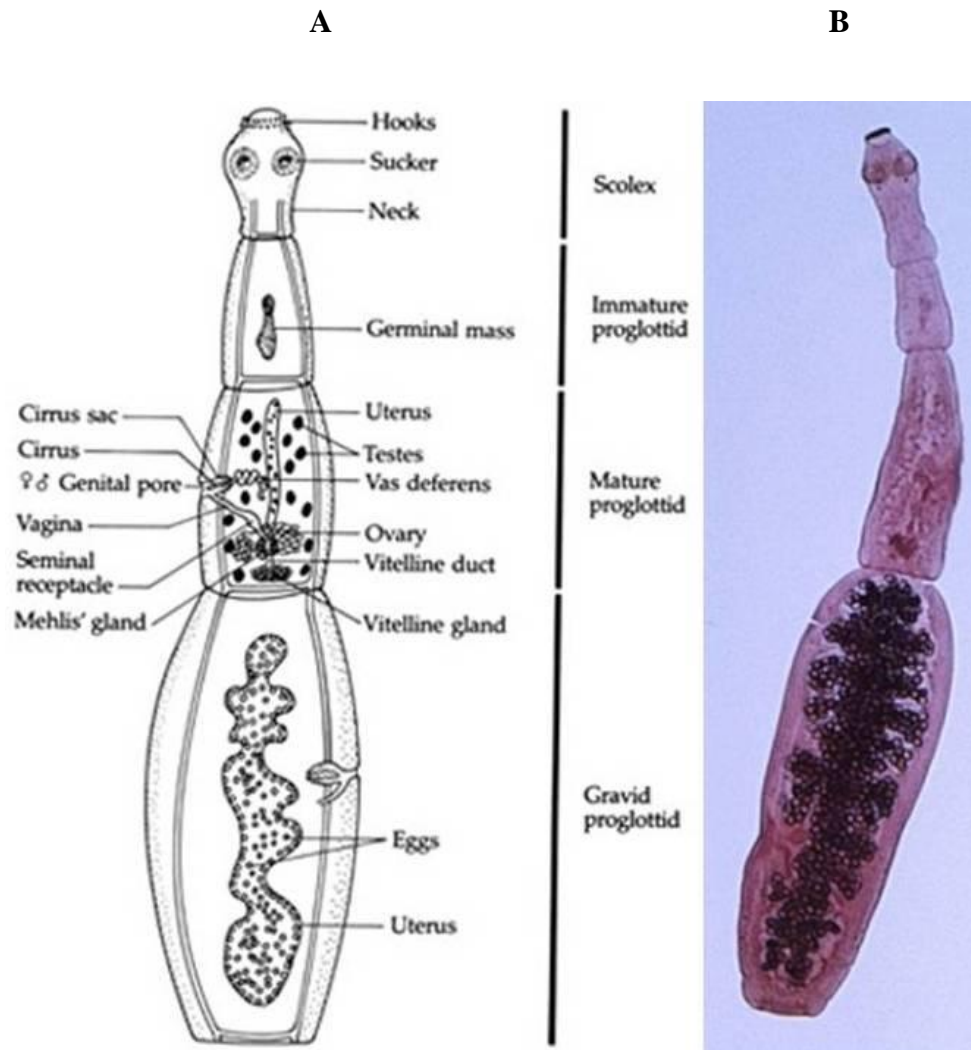 A
B
Hooks
Sucker
Neck
Scolex
Germinal mass
Immature
proglottid
Cirrus sac
Cirrus
♀♂ Genital pore
Vagina
Seminal
receptacle
Mehlis' gland
Uterus
Testes
Vas deferens
Ovary
Vitelline duct
Vitelline gland
Mature
proglottid
Eggs
Uterus
Gravid
proglottid